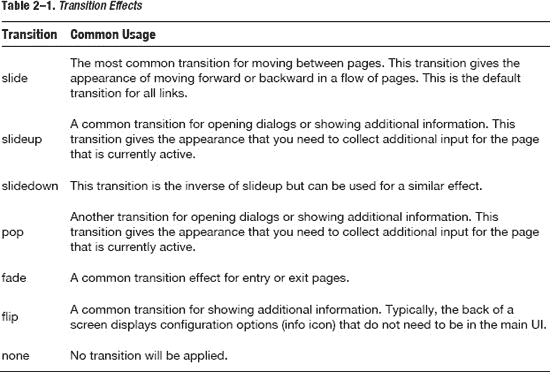 Table 2–1. Transition Effects
Transition Common Usage
slide
The most common transition for moving between pages. This transition gives the
appearance of moving forward or backward in a flow of pages. This is the default
transition for all links.
slideup
A common transition for opening dialogs or showing additional information. This
transition gives the appearance that you need to collect additional input for the page
that is currently active.
slidedown This transition is the inverse of slideup but can be used for a similar effect.
pop
Another transition for opening dialogs or showing additional information. This
transition gives the appearance that you need to collect additional input for the page
that is currently active.
fade A common transition effect for entry or exit pages.
flip
A common transition for showing additional information. Typically, the back of a
screen displays configuration options (info icon) that do not need to be in the main UI.
none No transition will be applied.